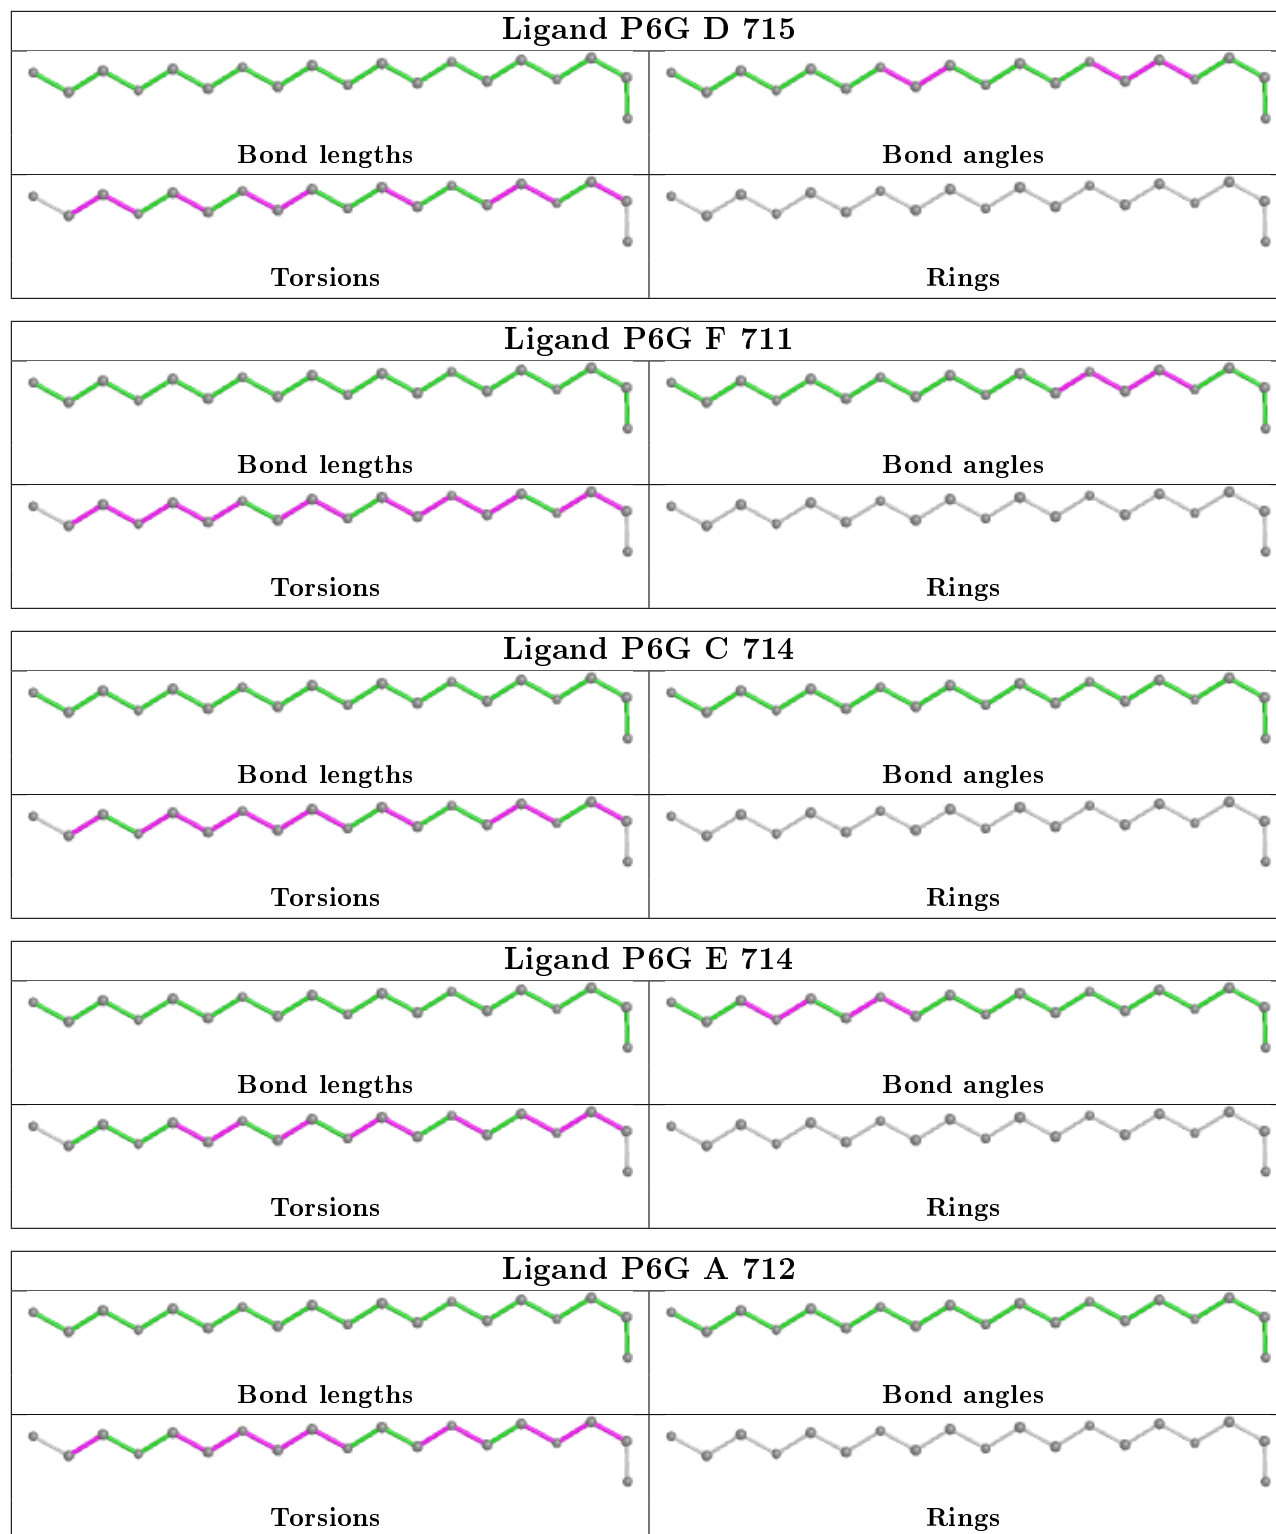 Ligand P6G D 715
Bond lengths
Bond angles
Torsions
Rings
Ligand P6G F 711
Bond lengths
Bond angles
Torsions
Rings
Ligand P6G C 714
Bond lengths
Bond angles
Torsions
Rings
Ligand P6G E 714
Bond lengths
Bond angles
Torsions
Rings
Ligand P6G A 712
Bond lengths
Bond angles
Torsions
Rings